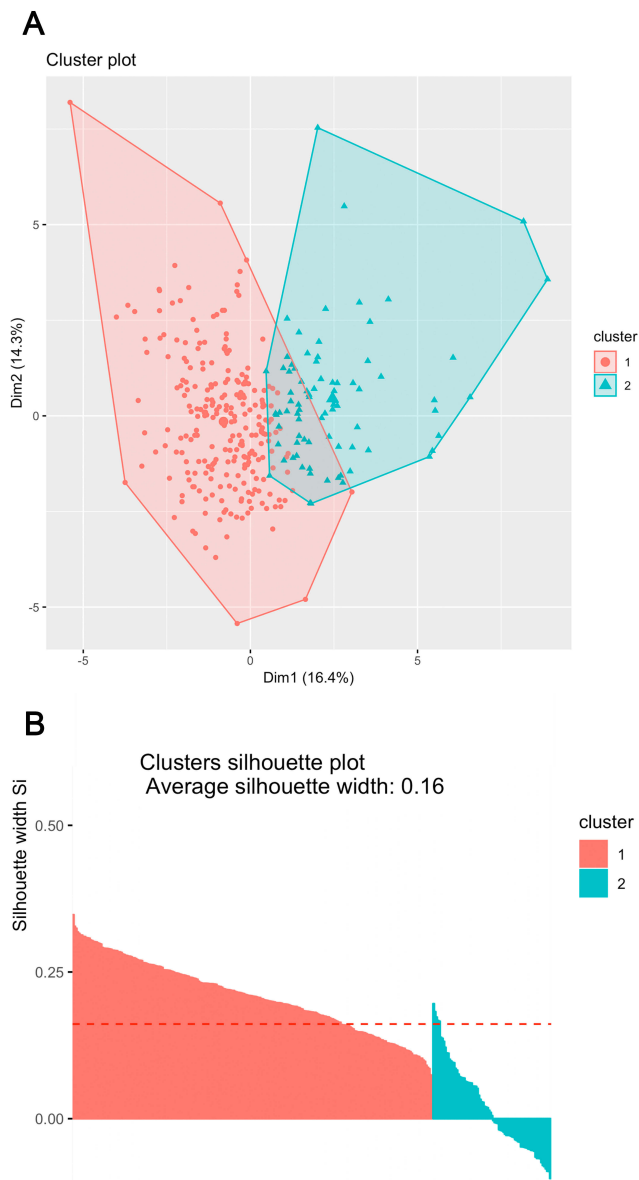 A
Cluster plot
5
0
-5
Dim2 (14.3%)
-5
0
5
Dim1 (16.4%)
cluster
1
2
B
Clusters silhouette plot
Average silhouette width: 0.16
0.50
0.25
0.00
Silhouette width Si
cluster
1
2